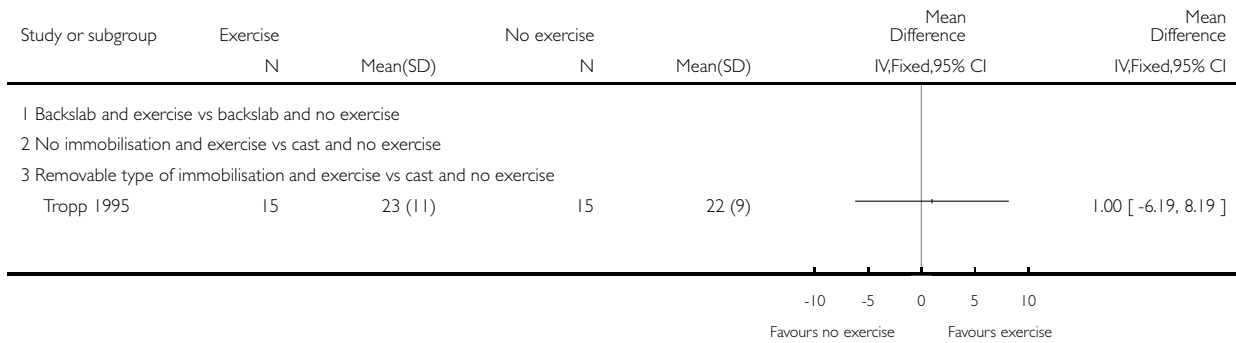 Study or subgroup Exercise No exercise Mean Difference Mean Difference
N Mean(SD) N Mean(SD) IV,Fixed,95% CI IV,Fixed,95% CI
1 Backslab and exercise vs backslab and no exercise
2 No immobilisation and exercise vs cast and no exercise
3 Removable type of immobilisation and exercise vs cast and no exercise
Tropp 1995 15 23 (11) 15 22 (9) 1.00 [ -6.19, 8.19 ]
-10 -5 0 5 10
Favours no exercise Favours exercise